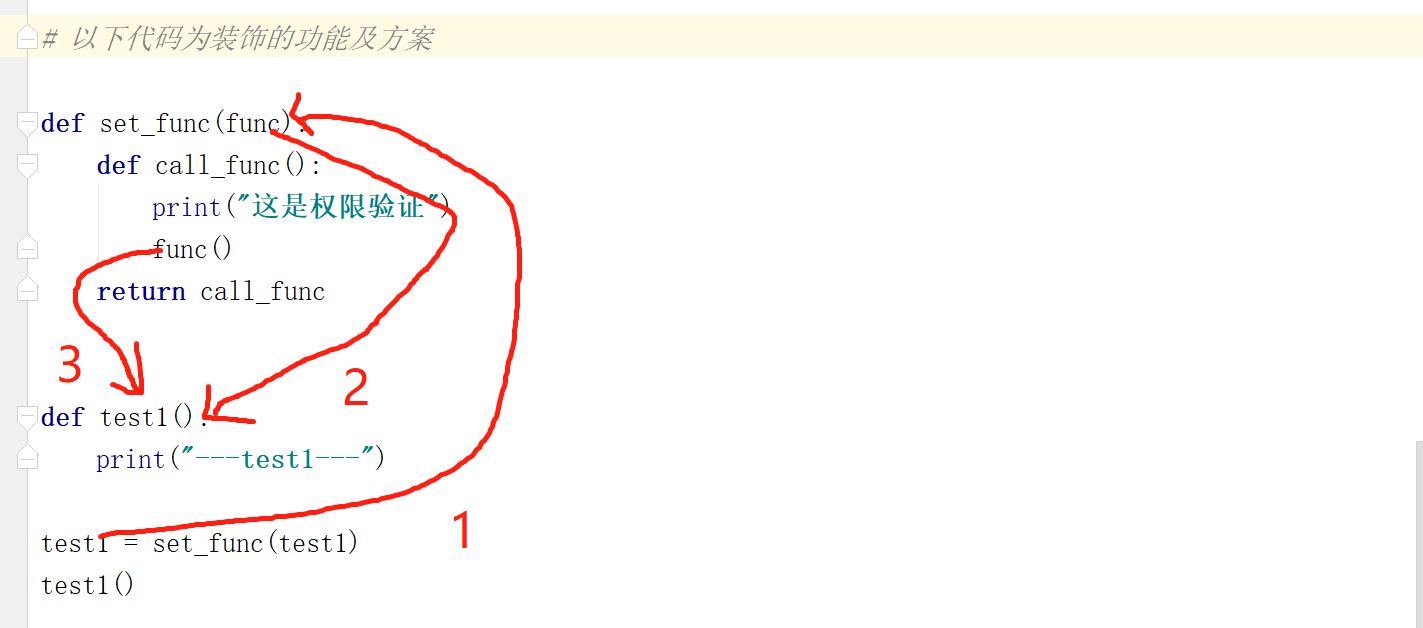 # 以下代码为装饰的功能及方案
def set_func(func):
def call_func():
print("这是权限验证")
func()
return call_func
3
2
def test1():
print("---test1---")
1
test1 = set_func(test1)
test1()